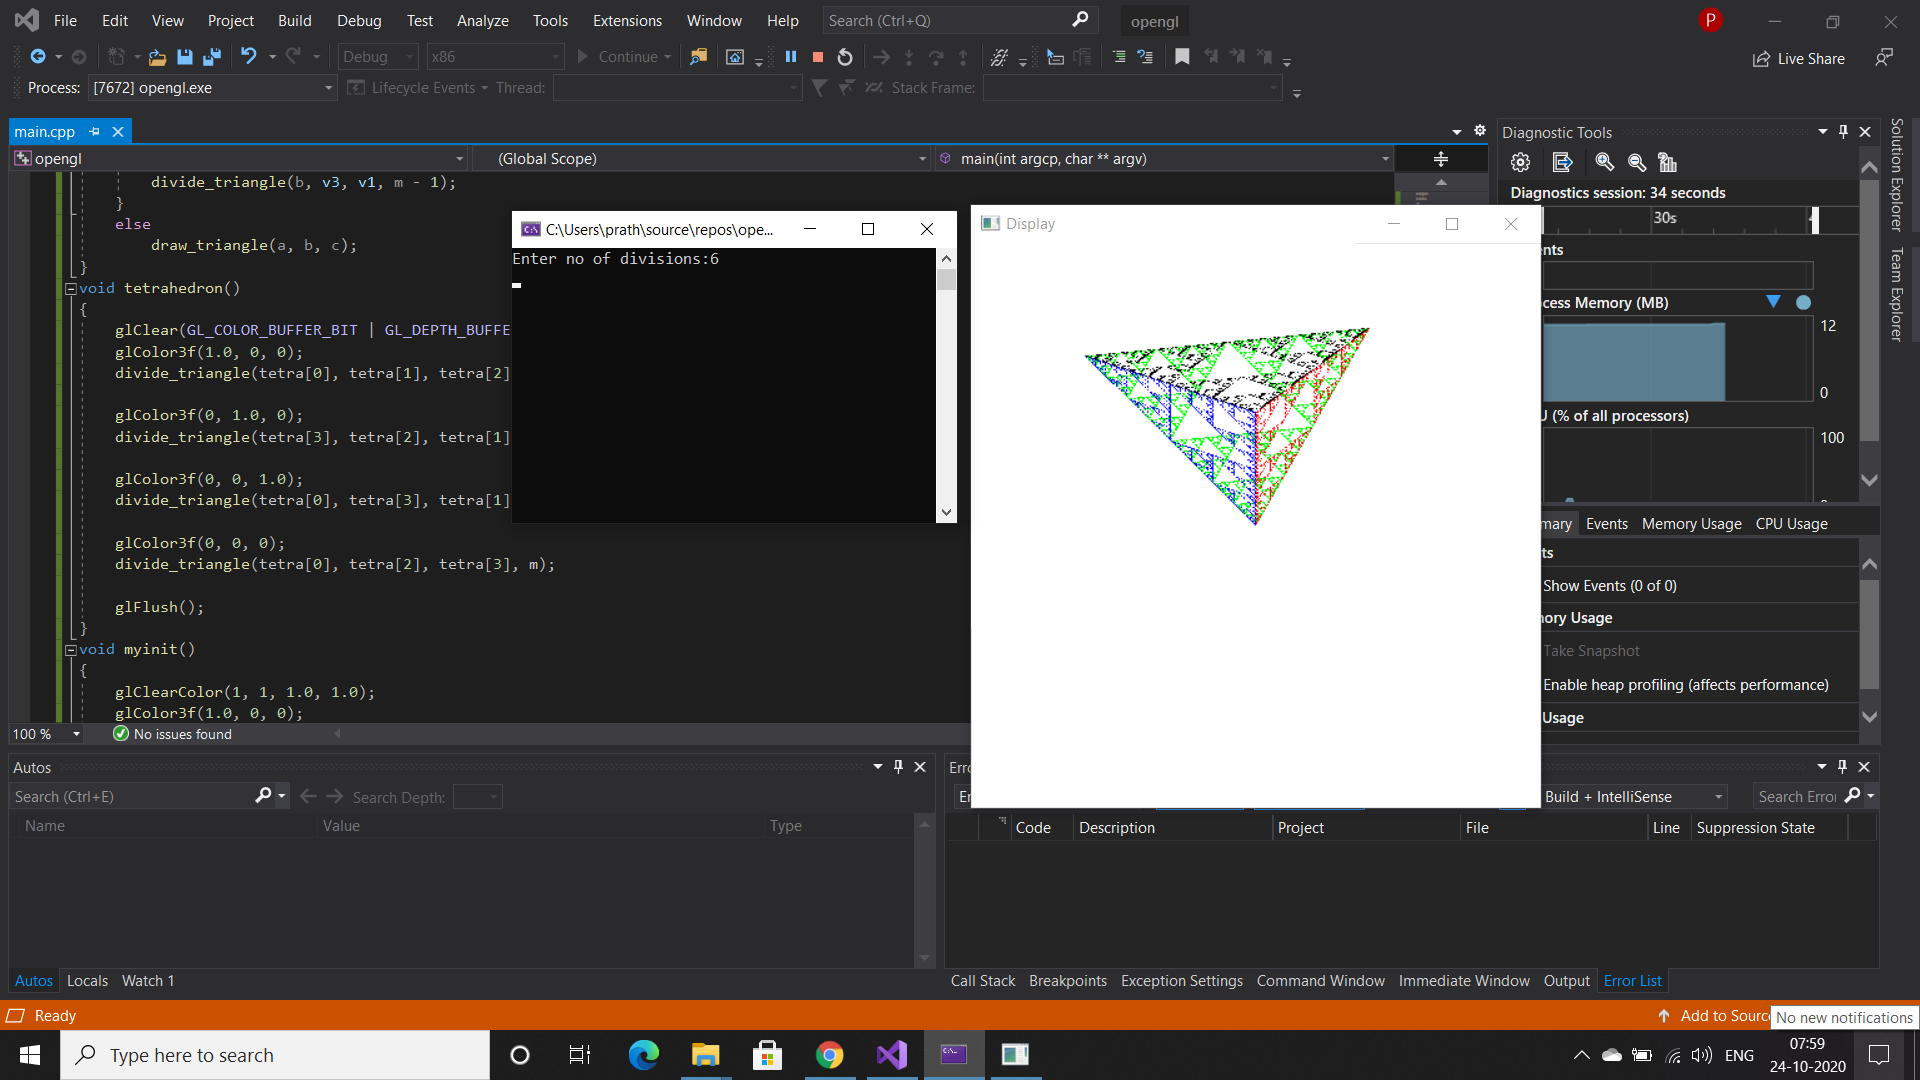 File Edit View Project Build Debug Test Analyze Tools Extensions Window Help Search (Ctrl+Q) opengl P
Debug x86 Continue Live Share
Process: [7672] opengl.exe Lifecycle Events Thread: Stack Frame:
main.cpp
opengl (Global Scope) main(int argcp, char ** argv)
divide_triangle(b, v3, v1, m - 1);
}
else
draw_triangle(a, b, c);
}
void tetrahedron()
{
glClear(GL_COLOR_BUFFER_BIT | GL_DEPTH_BUFFE
glColor3f(1.0, 0, 0);
divide_triangle(tetra[0], tetra[1], tetra[2]
glColor3f(0, 1.0, 0);
divide_triangle(tetra[3], tetra[2], tetra[1]
glColor3f(0, 0, 1.0);
divide_triangle(tetra[0], tetra[3], tetra[1]
glColor3f(0, 0, 0);
divide_triangle(tetra[0], tetra[2], tetra[3], m);
glFlush();
}
void myinit()
{
glClearColor(1, 1, 1.0, 1.0);
glColor3f(1.0, 0, 0);
100 % No issues found
C:\Users\prath\source\repos\ope...
Enter no of divisions:6
Display
Diagnostic Tools
Diagnostics session: 34 seconds
30s
ents
cess Memory (MB)
12
0
U (% of all processors)
100
mary Events Memory Usage CPU Usage
ts
Show Events (0 of 0)
ory Usage
Take Snapshot
Enable heap profiling (affects performance)
Usage
Solution Explorer
Team Explorer
Autos
Search (Ctrl+E) Search Depth:
Name Value Type
Autos Locals Watch 1
Erro
Er Build + IntelliSense Search Error
Code Description Project File Line Suppression State
Call Stack Breakpoints Exception Settings Command Window Immediate Window Output Error List
Ready Add to Source
No new notifications
Type here to search
ENG 07:59
24-10-2020